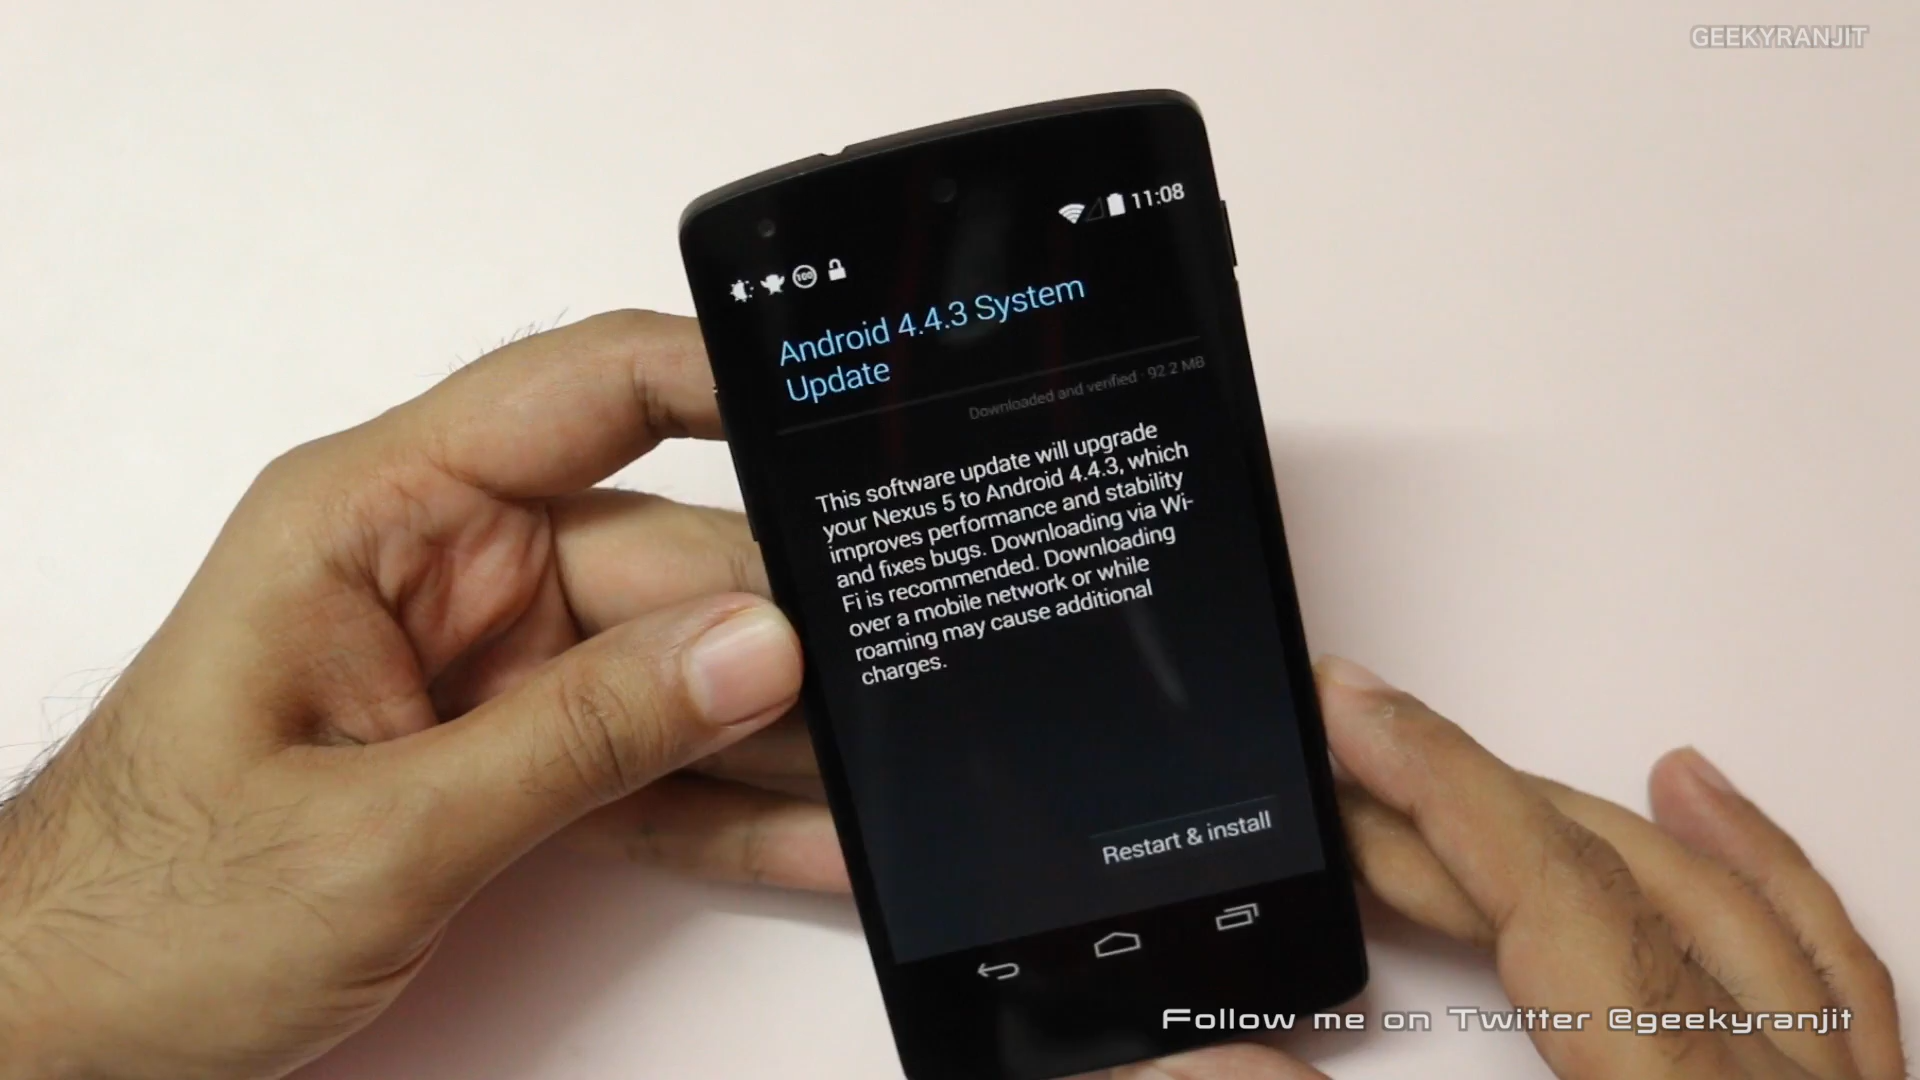 GEEKYRANJIT
11:08
100
Android 4.4.3 System
Update
Downloaded and verified · 92.2 MB
This software update will upgrade
your Nexus 5 to Android 4.4.3, which
improves performance and stability
and fixes bugs. Downloading via Wi-
Fi is recommended. Downloading
over a mobile network or while
roaming may cause additional
charges.
Restart & install
Follow me on Twitter @geekyranjit